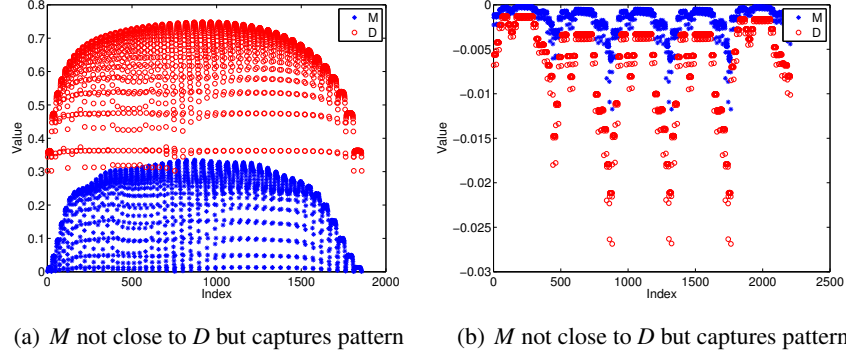 0.8
0.7
0.6
0.5
0.4
0.3
0.2
0.1
0
Value
0 500 1000 1500 2000
Index
M
D
0
−0.005
−0.01
−0.015
−0.02
−0.025
−0.03
Value
0 500 1000 1500 2000 2500
Index
M
D
(a) M not close to D but captures pattern
(b) M not close to D but captures pattern